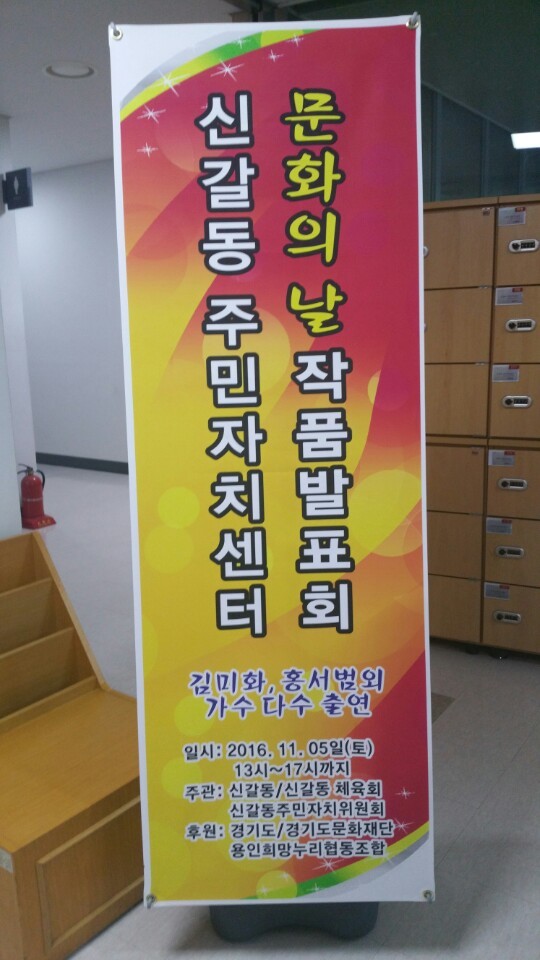 신갈동 주민자치센터
문화의 날 작품발표회
김미화, 홍서범외
가수 다수 출연
일시: 2016. 11. 05일(토)
13시~17시까지
주관: 신갈동/신갈동 체육회
신갈동주민자치위원회
후원: 경기도/경기도문화재단
용인희망누리협동조합